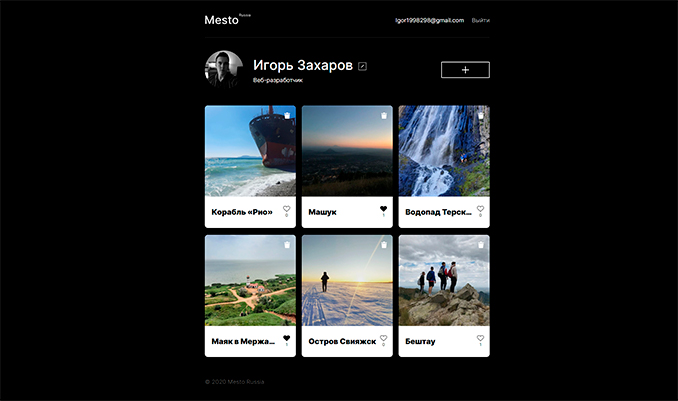 Mesto Russia
Igor1998298@gmail.com Выйти
Игорь Захаров
Веб-разработчик
+
Корабль «Рио» 0
Машук 1
Водопад Терск... 0
Маяк в Мержа... 1
Остров Свияжск 0
Бештау 1
© 2020 Mesto Russia